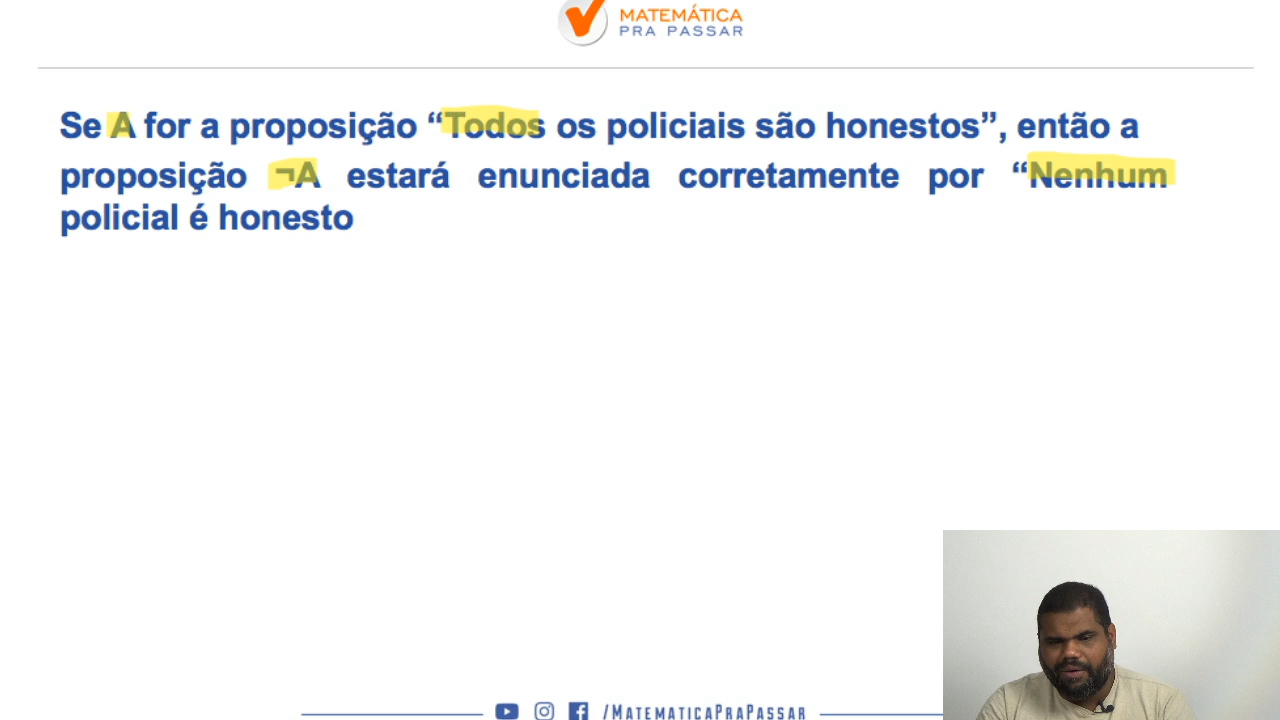 MATEMÁTICA
PRA PASSAR
Se A for a proposição “Todos os policiais são honestos”, então a
proposição ¬A estará enunciada corretamente por “Nenhum
policial é honesto
/MATEMATICAPRAPASSAR